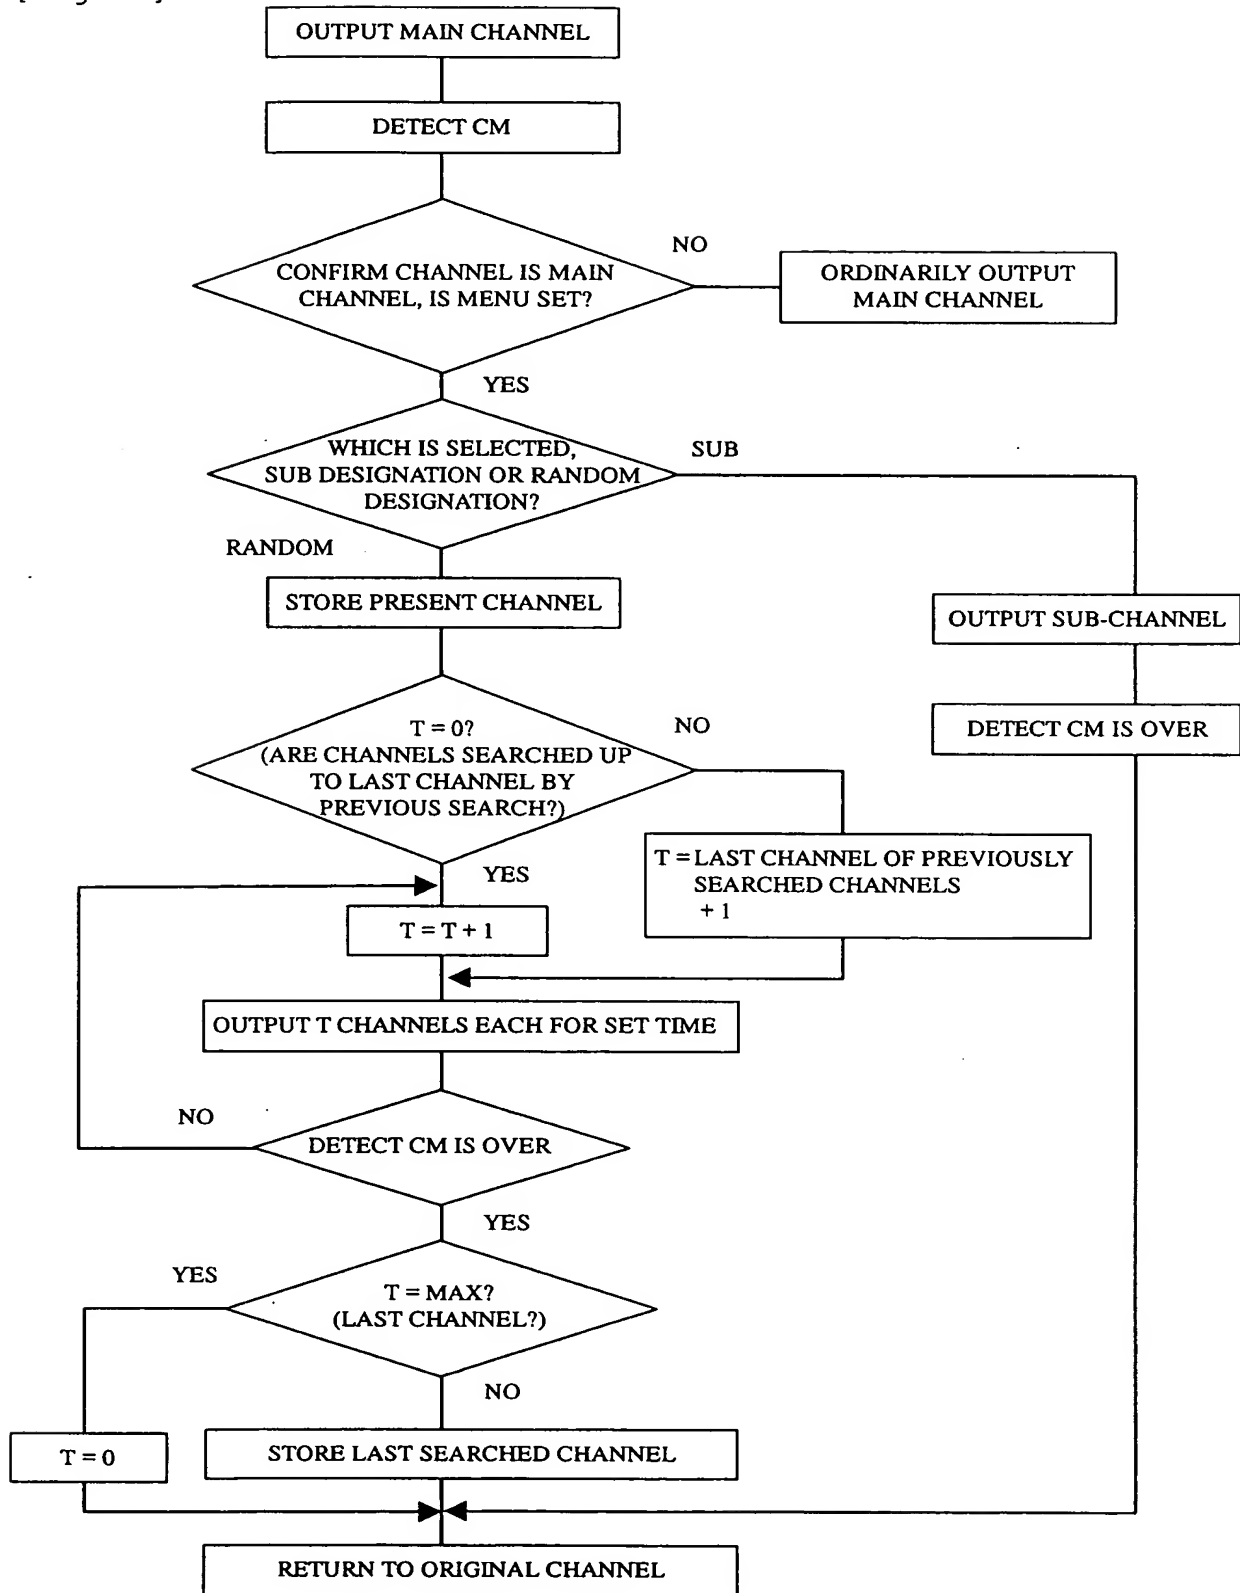 OUTPUT MAIN CHANNEL
DETECT CM
CONFIRM CHANNEL IS MAIN
CHANNEL, IS MENU SET?
NO
ORDINARILY OUTPUT
MAIN CHANNEL
YES
WHICH IS SELECTED,
SUB DESIGNATION OR RANDOM
DESIGNATION?
SUB
RANDOM
STORE PRESENT CHANNEL
OUTPUT SUB-CHANNEL
DETECT CM IS OVER
T = 0?
(ARE CHANNELS SEARCHED UP
TO LAST CHANNEL BY
PREVIOUS SEARCH?)
NO
T = LAST CHANNEL OF PREVIOUSLY
SEARCHED CHANNELS
+ 1
YES
T = T + 1
OUTPUT T CHANNELS EACH FOR SET TIME
NO
DETECT CM IS OVER
YES
YES
T = MAX?
(LAST CHANNEL?)
NO
T = 0
STORE LAST SEARCHED CHANNEL
RETURN TO ORIGINAL CHANNEL